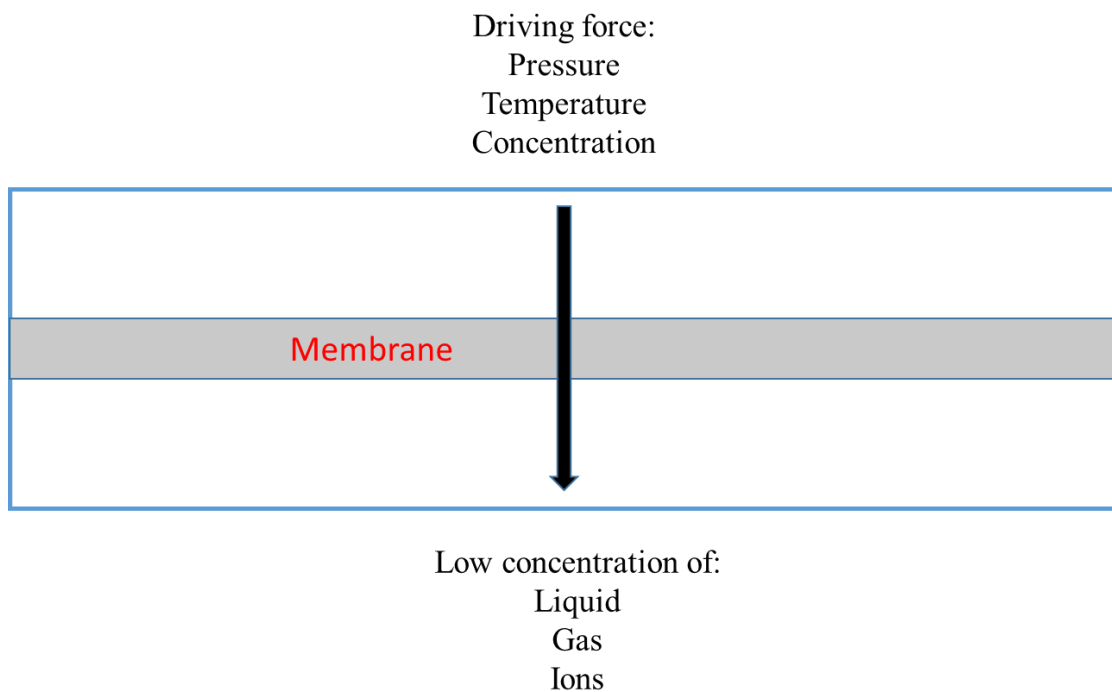 Driving force:
Pressure
Temperature
Concentration
Membrane
Low concentration of:
Liquid
Gas
Ions